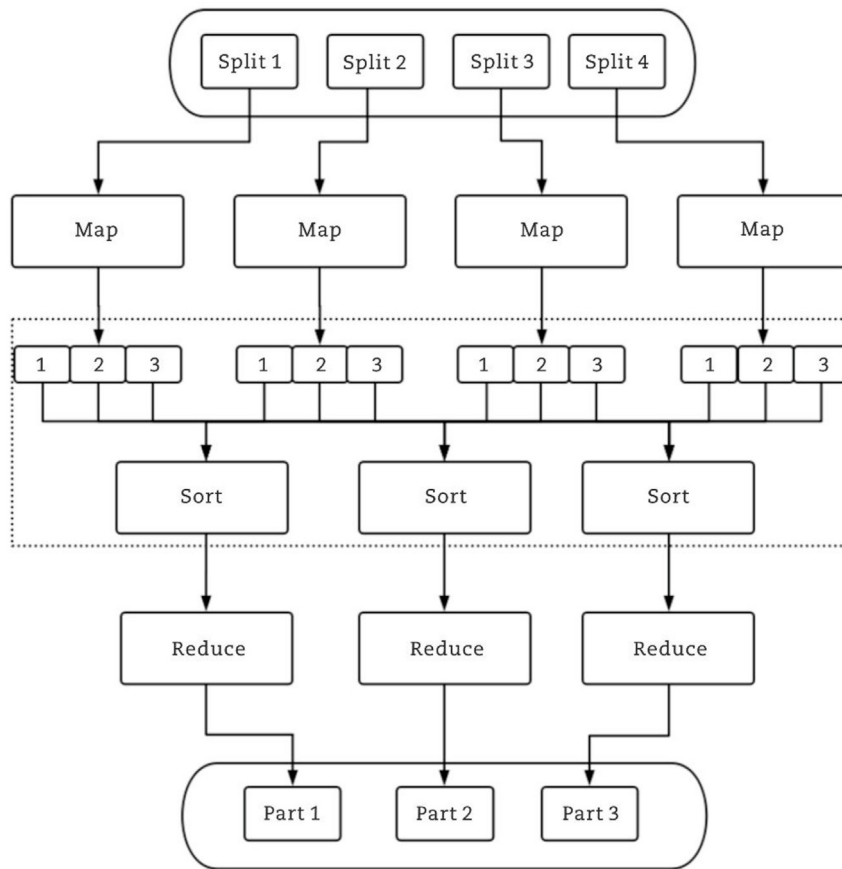 Split 1 Split 2 Split 3 Split 4
Map Map Map Map
1 2 3 1 2 3 1 2 3 1 2 3
Sort Sort Sort
Reduce Reduce Reduce
Part 1 Part 2 Part 3